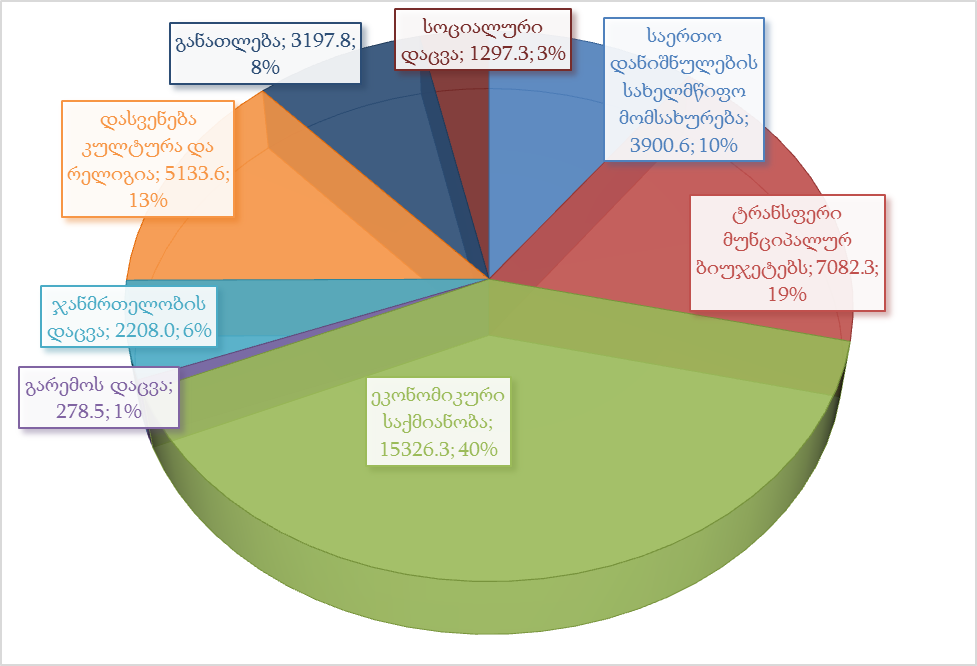 სოციალური
დაცვა; 1297.3; 3%
საერთო
დანიშნულების
სახელმწიფო
მომსახურება;
3900.6; 10%
განათლება; 3197.8;
8%
დასვენება
კულტურა და
რელიგია; 5133.6;
13%
ტრანსფერი
მუნციპალურ
ბიუჯეტებს; 7082.3;
19%
ჯანმრთელობის
დაცვა; 2208.0; 6%
გარემოს დაცვა;
278.5; 1%
ეკონომიკური
საქმიანობა;
15326.3; 40%